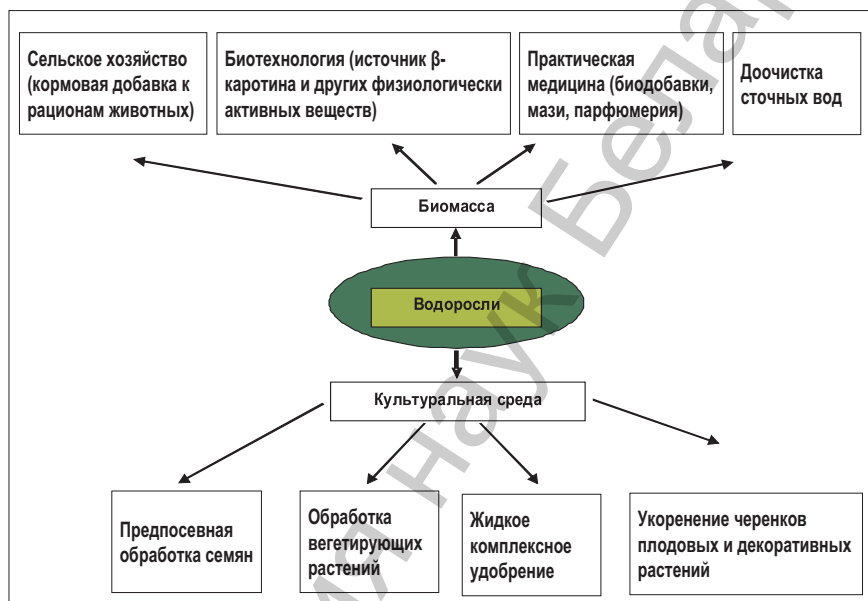 Сельское хозяйство
(кормовая добавка к
рационам животных)
Биотехнология (источник β-
каротина и других физиологически
активных веществ)
Практическая
медицина (биодобавки,
мази, парфюмерия)
Доочистка
сточных вод
Биомасса
Водоросли
Культуральная среда
Предпосевная
обработка семян
Обработка
вегетирующих
растений
Жидкое
комплексное
удобрение
Укоренение черенков
плодовых и декоративных
растений
наук